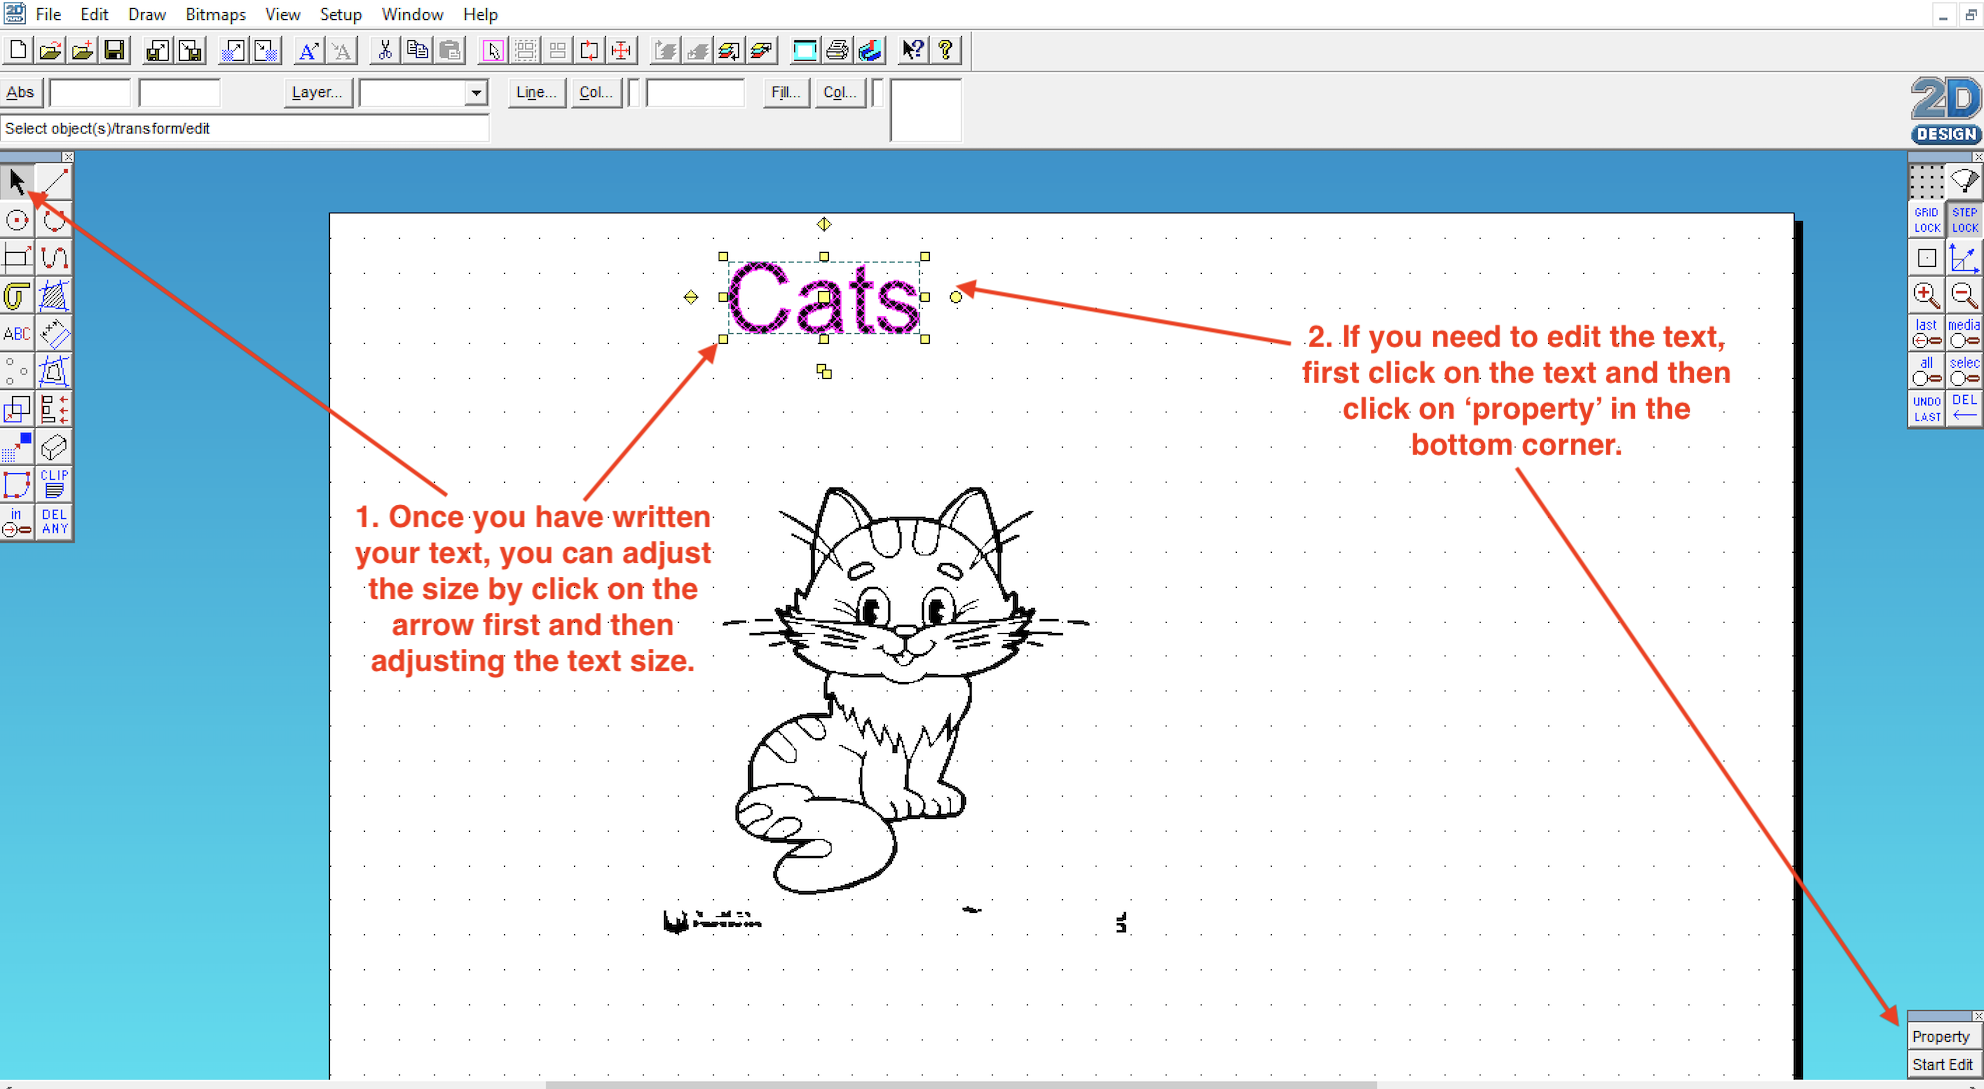 2D
File Edit Draw Bitmaps View Setup Window Help
Abs Layer... Line... Col... Fill... Col...
Select object(s)/transform/edit
2D
DESIGN
GRID LOCK STEP LOCK
last media
all selec
UNDO LAST DEL
ABC
CLIP
in DEL ANY
Cats
2. If you need to edit the text,
first click on the text and then
click on ‘property’ in the
bottom corner.
1. Once you have written
your text, you can adjust
the size by click on the
arrow first and then
adjusting the text size.
Property
Start Edit